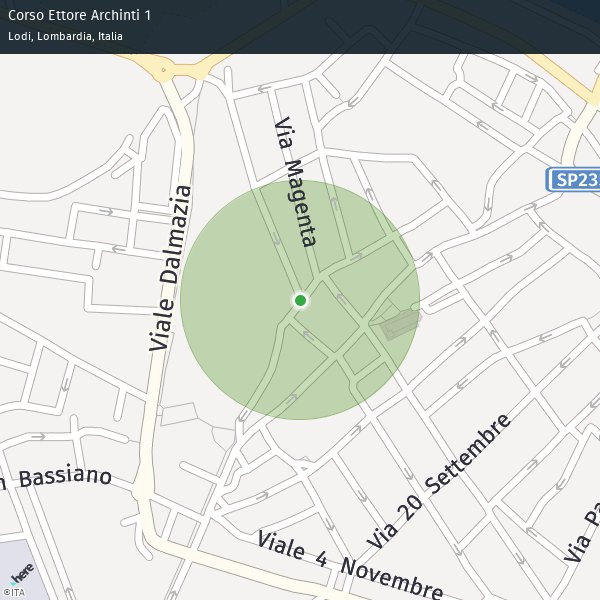 Corso Ettore Archinti 1
Lodi, Lombardia, Italia
Via Magenta
SP23
Viale Dalmazia
n Bassiano
Via 20 Settembre
Viale 4 Novembre
Via Pa
here
©ITA